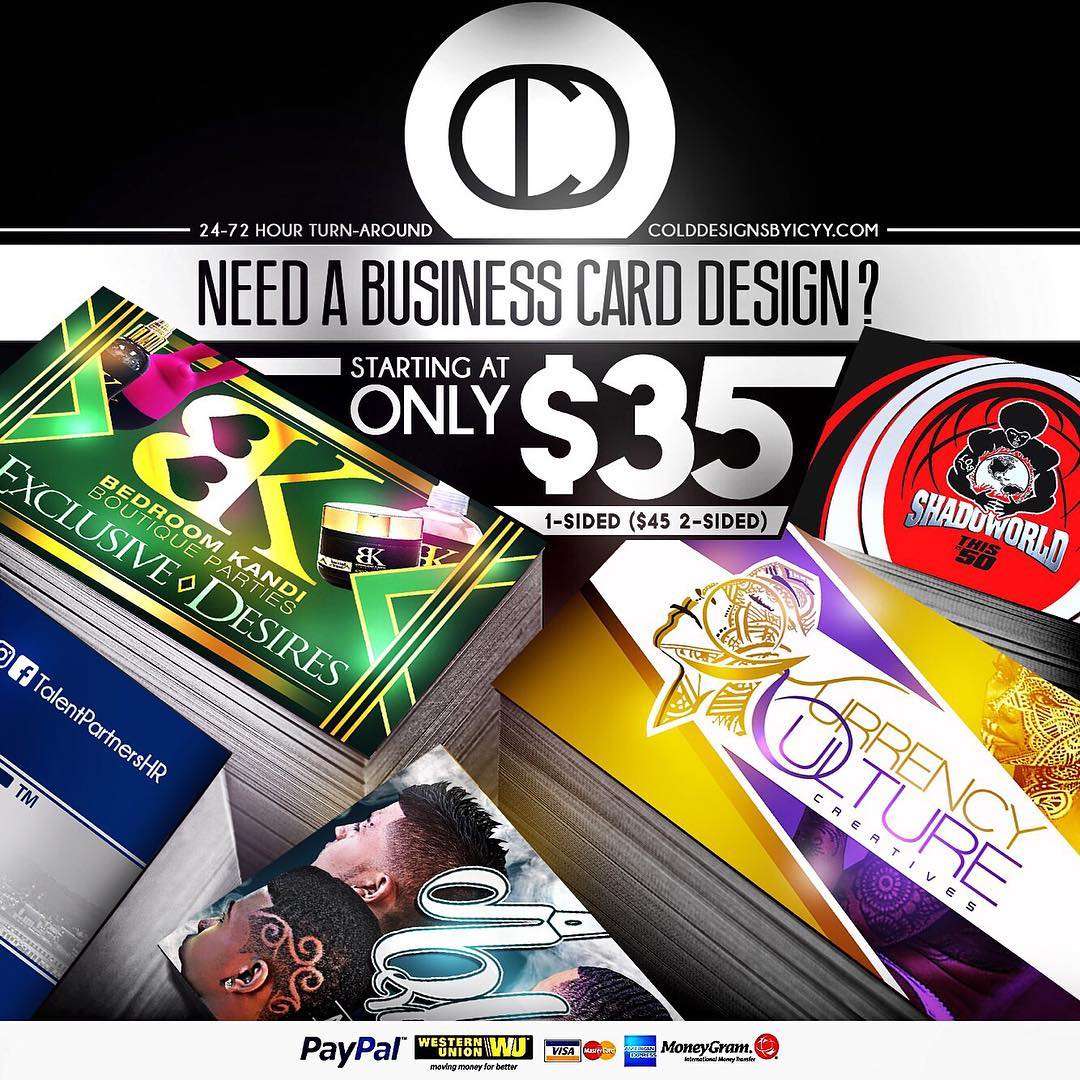 24-72 HOUR TURN-AROUND
COLDDESIGNSBYICYY.COM
NEED A BUSINESS CARD DESIGN?
STARTING AT
ONLY
$35
1-SIDED ($45 2-SIDED)
BK
BEDROOM KANDI
BOUTIQUE PARTIES
EXCLUSIVE DESIRES
BK
SHADOWORLD
THIS
50
TalentPartnersHR
TM
CURRENCY
CULTURE
CREATIVES
PayPal™
WESTERN
UNION WU
moving money for better
VISA
MasterCard
AMERICAN
EXPRESS
MoneyGram.
International Money Transfer